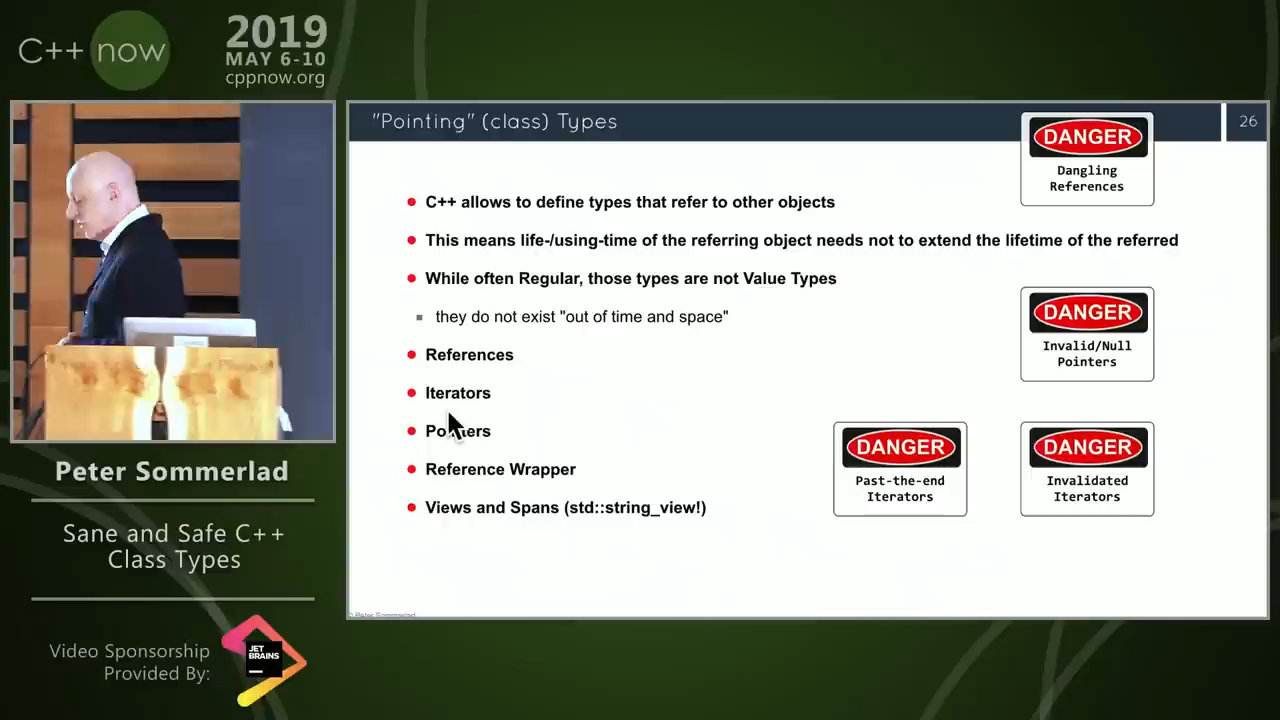 C++ now
2019
MAY 6-10
cppnow.org
"Pointing" (class) Types
26
DANGER
Dangling
References
C++ allows to define types that refer to other objects
This means life-/using-time of the referring object needs not to extend the lifetime of the referred
While often Regular, those types are not Value Types
they do not exist "out of time and space"
References
Iterators
Pointers
Reference Wrapper
Views and Spans (std::string_view!)
DANGER
Invalid/Null
Pointers
DANGER
Past-the-end
Iterators
DANGER
Invalidated
Iterators
© Peter Sommerlad
Peter Sommerlad
Sane and Safe C++
Class Types
Video Sponsorship
Provided By:
JET
BRAINS